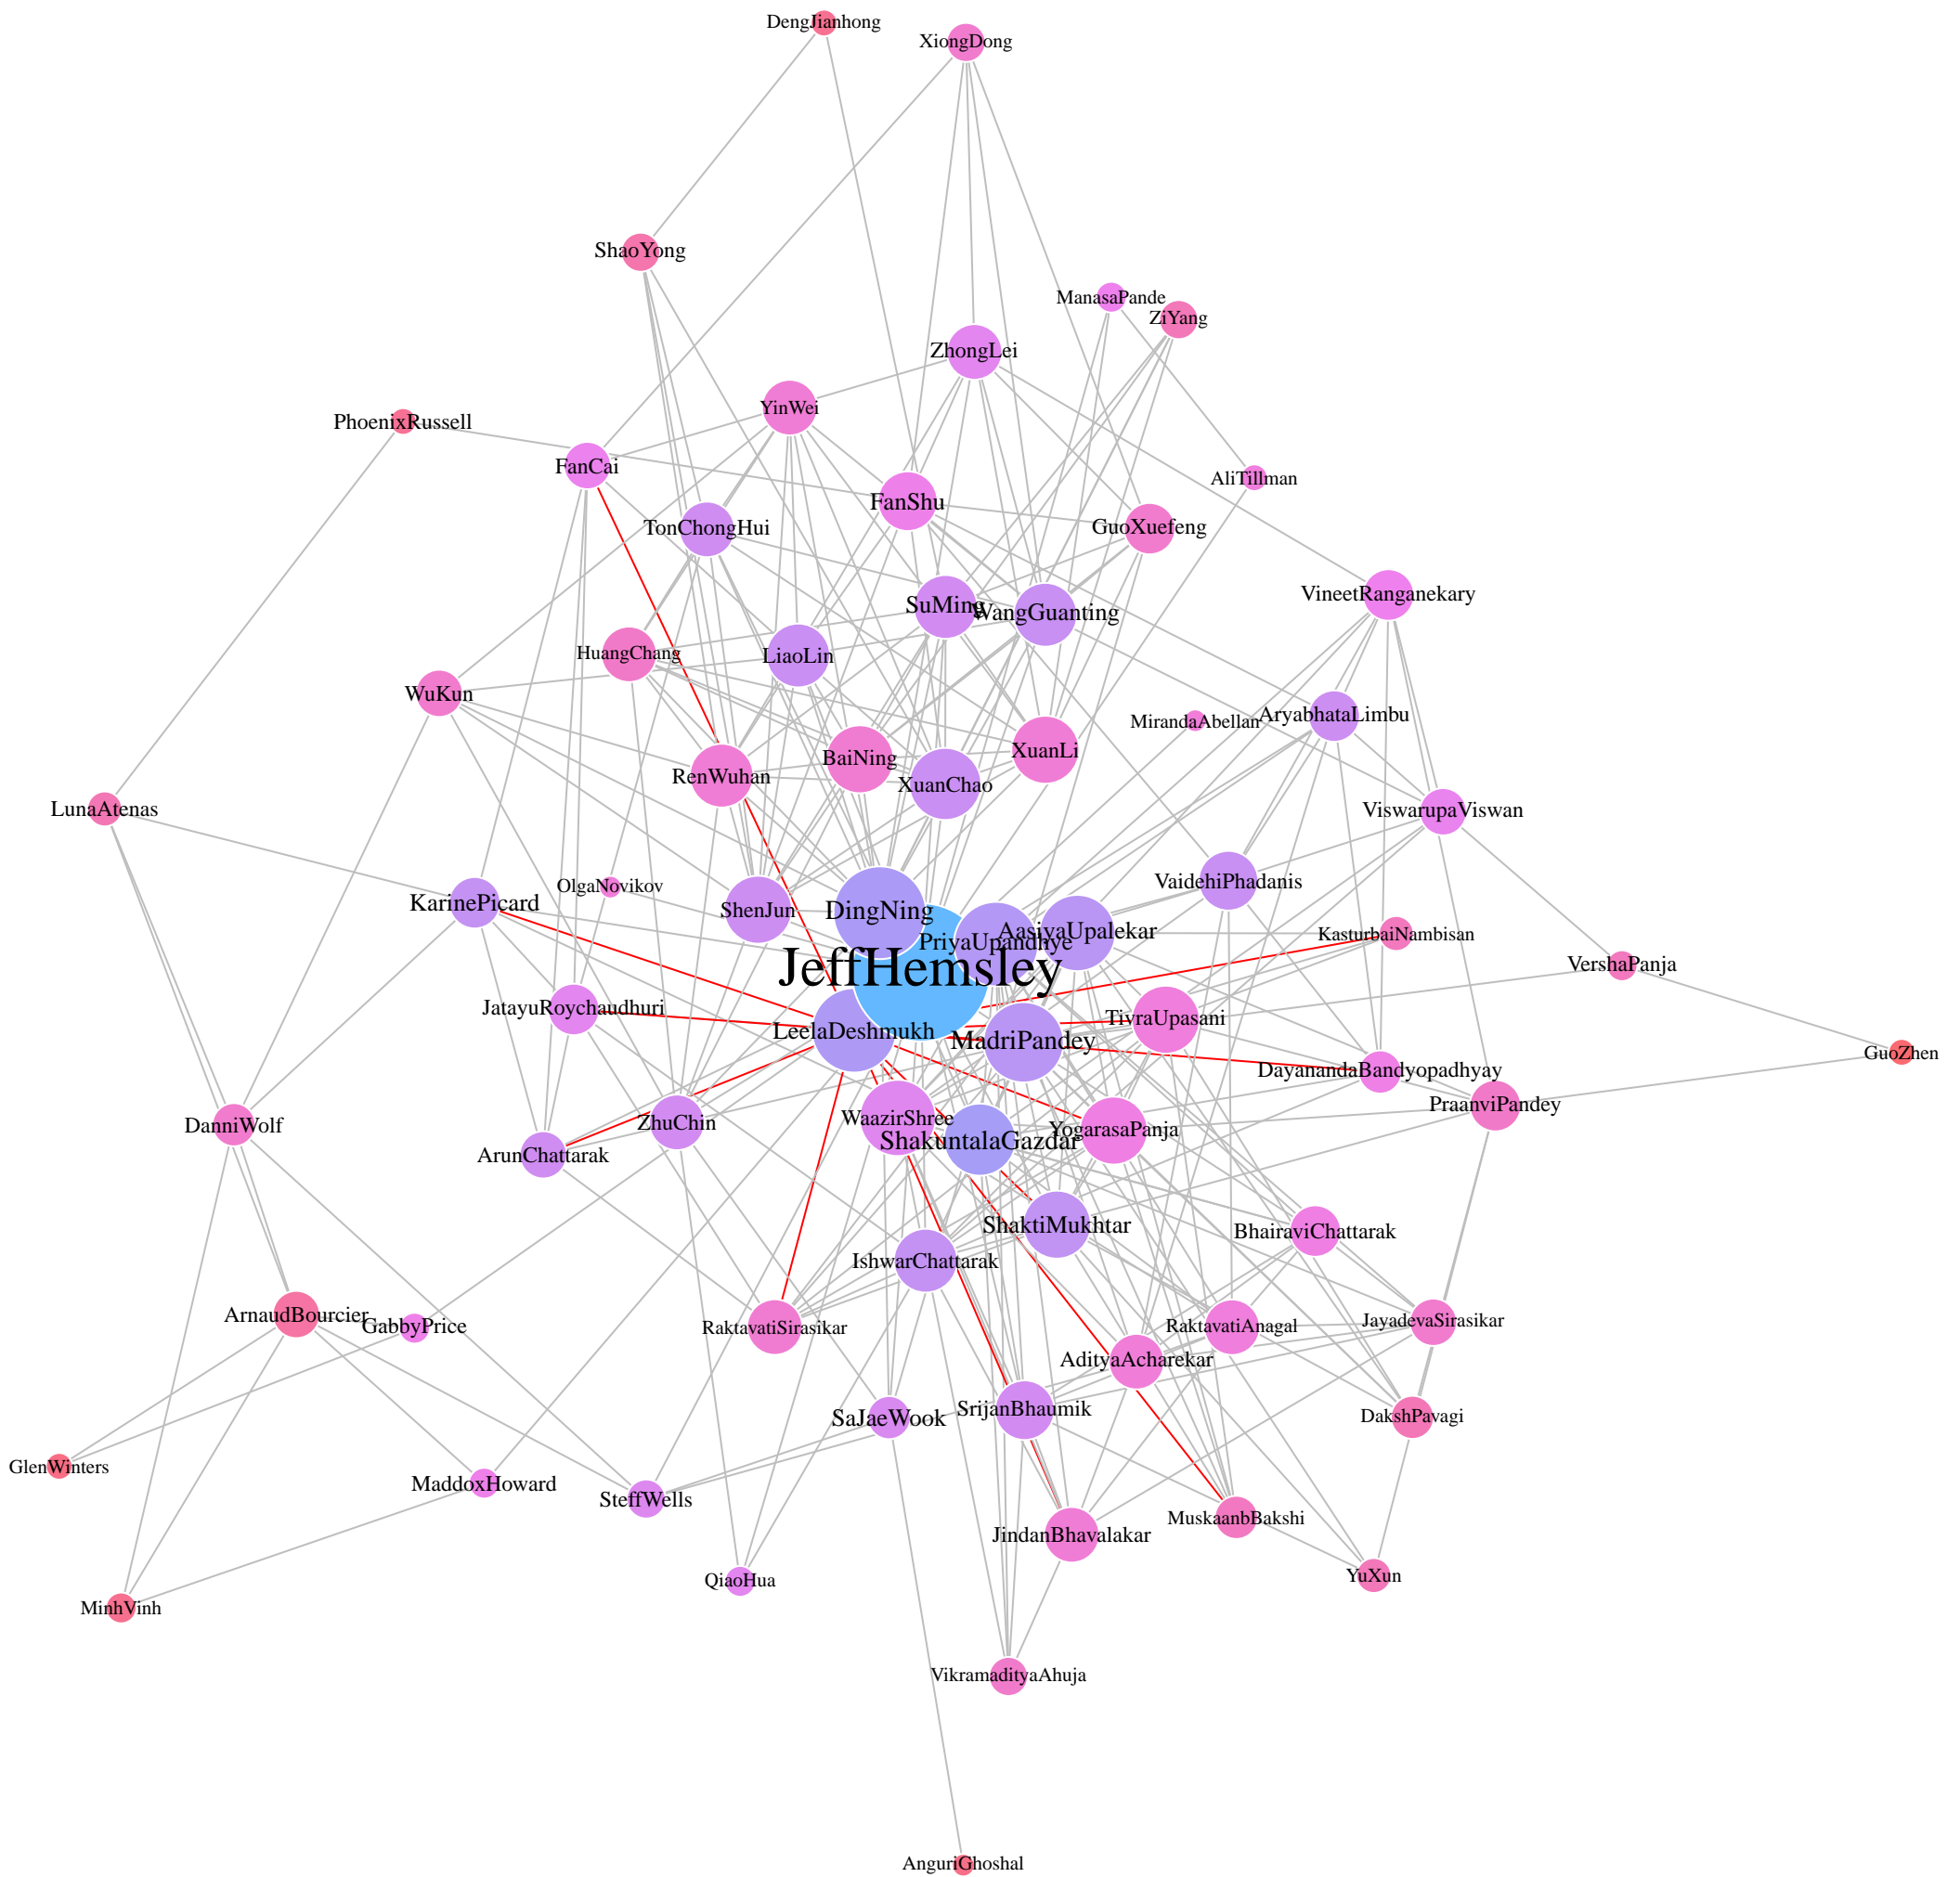 DengJianhong
XiongDong
ShaoYong
ManasaPande
ZiYang
ZhongLei
YinWei
PhoenixRussell
FanCai
AliTillman
FanShu
TonChongHui
GuoXuefeng
VineetRanganekary
SuMing
WangGuanting
HuangChang
LiaoLin
WuKun
AryabhataLimbu
MirandaAbellan
XuanLi
BaiNing
RenWuhan
XuanChao
LunaAtenas
ViswarupaViswan
VaidehiPhadanis
OlgaNovikov
KarinePicard
ShenJun
DingNing
AasiyaUpalekar
KasturbaiNambisan
PriyaUpandhye
VershaPanja
JeffHemsley
JatayuRoychaudhuri
TivraUpasani
LeelaDeshmukh
MadriPandey
GuoZhen
DayanandaBandyopadhyay
PraanviPandey
WaazirShree
ZhuChin
DanniWolf
YogarasaPanja
ShakuntalaGazdar
ArunChattarak
ShaktiMukhtar
BhairaviChattarak
IshwarChattarak
ArnaudBourcier
JayadevaSirasikar
GabbyPrice
RaktavatiSirasikar
RaktavatiAnagal
AdityaAcharekar
SrijanBhaumik
DakshPavagi
SaJaeWook
GlenWinters
MaddoxHoward
SteffWells
MuskaanbBakshi
JindanBhavalakar
YuXun
QiaoHua
MinhVinh
VikramadityaAhuja
AnguriGhoshal